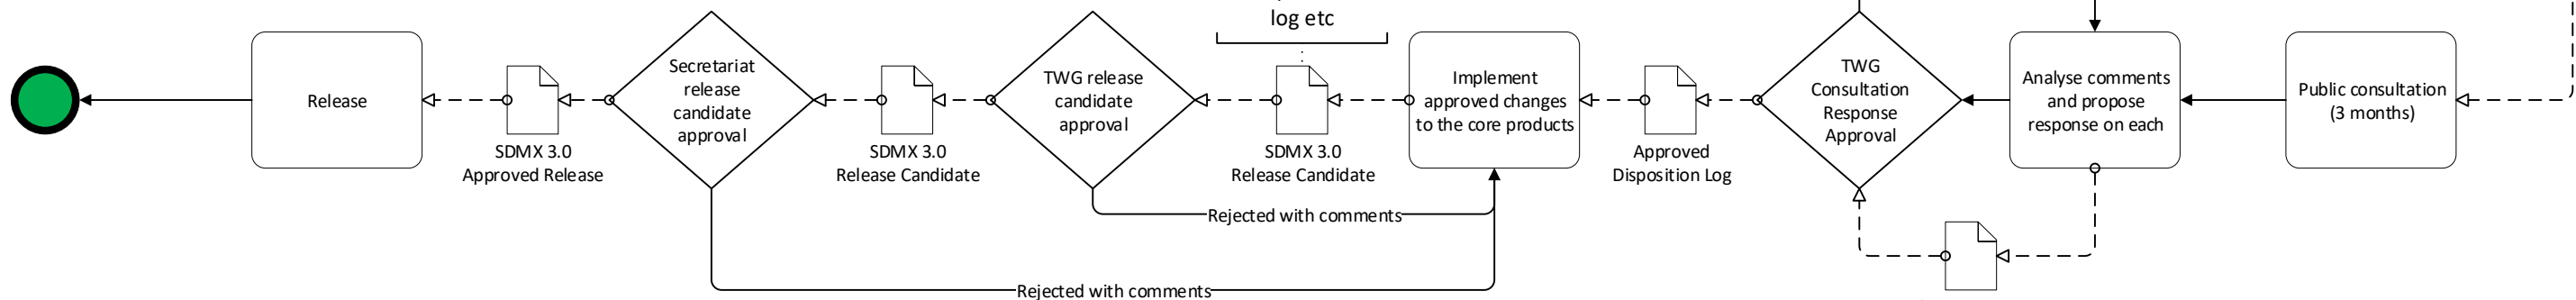 log etc
Release
SDMX 3.0
Approved Release
Secretariat
release
candidate
approval
SDMX 3.0
Release Candidate
TWG release
candidate
approval
SDMX 3.0
Release Candidate
Implement
approved changes
to the core products
Approved
Disposition Log
TWG
Consultation
Response
Approval
Analyse comments
and propose
response on each
Public consultation
(3 months)
Rejected with comments
Rejected with comments